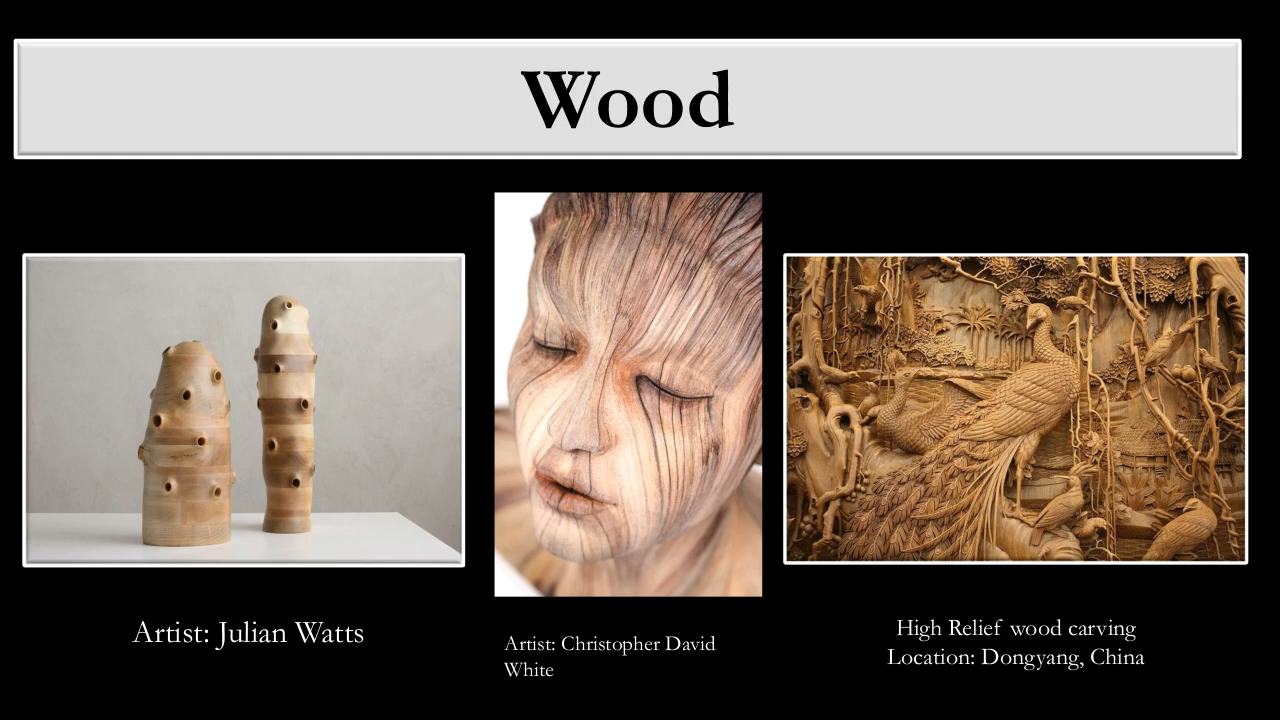 Wood
Artist: Julian Watts
Artist: Christopher David
White
High Relief wood carving
Location: Dongyang, China